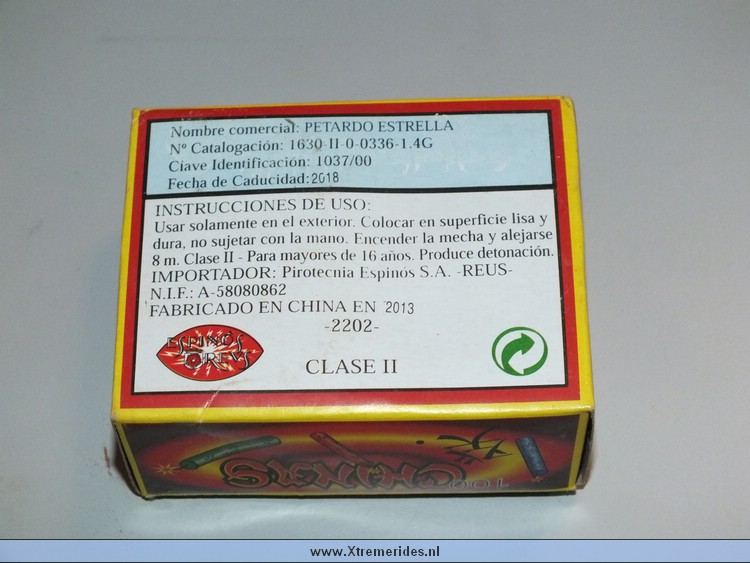 Nombre comercial: PETARDO ESTRELLA
Nº Catalogación: 1630-II-0-0336-1.4G
Clave Identificación: 1037/00
Fecha de Caducidad: 2018
INSTRUCCIONES DE USO:
Usar solamente en el exterior. Colocar en superficie lisa y
dura, no sujetar con la mano. Encender la mecha y alejarse
8 m. Clase II - Para mayores de 16 años. Produce detonación.
IMPORTADOR: Pirotecnia Espinós S.A. -REUS-
N.I.F.: A-58080862
FABRICADO EN CHINA EN 2013
-2202-
ESPINÓS
CLASE II
www.Xtremerides.nl